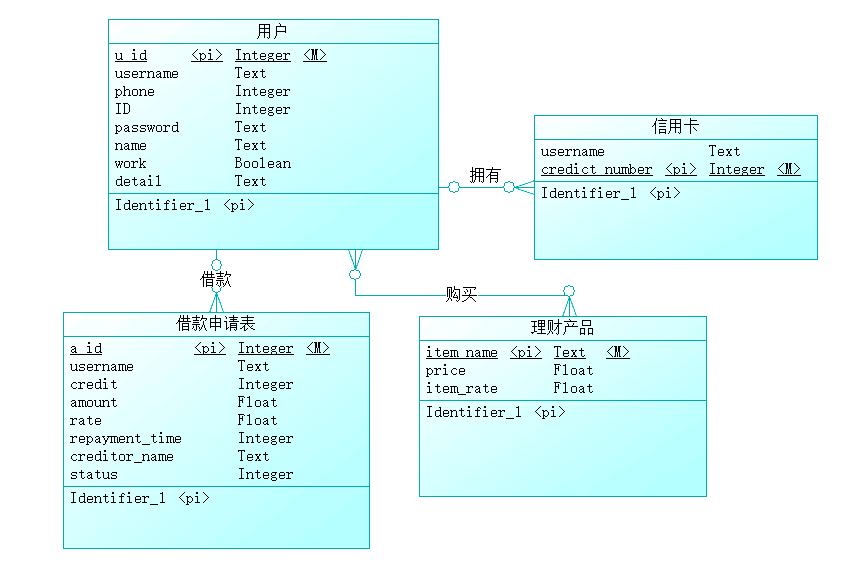 用户
u_id <pi> Integer <M>
username Text
phone Integer
ID Integer
password Text
name Text
work Boolean
detail Text
Identifier_1 <pi>
拥有
信用卡
username Text
credict_number <pi> Integer <M>
Identifier_1 <pi>
借款
购买
借款申请表
a_id <pi> Integer <M>
username Text
credit Integer
amount Float
rate Float
repayment_time Integer
creditor_name Text
status Integer
Identifier_1 <pi>
理财产品
item_name <pi> Text <M>
price Float
item_rate Float
Identifier_1 <pi>